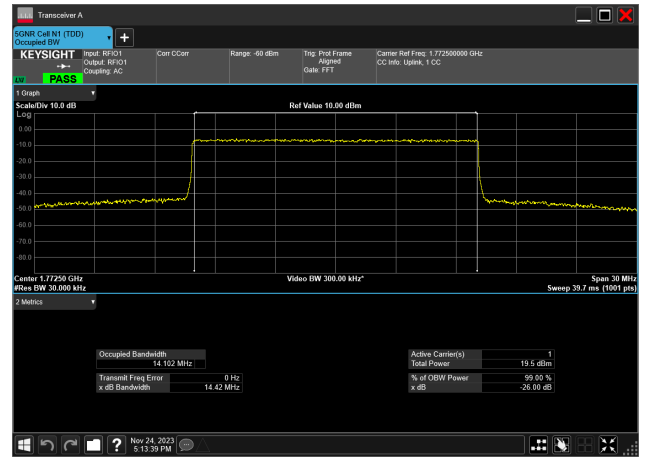 Transceiver A
5GNR Cell N1 (TDD)
Occupied BW
KEYSIGHT
LXI
PASS
Input: RFIO1
Output: RFIO1
Coupling: AC
Corr CCorr
Range: -60 dBm
Trig: Prot Frame
Aligned
Gate: FFT
Carrier Ref Freq: 1.772500000 GHz
CC Info: Uplink, 1 CC
1 Graph
Scale/Div 10.0 dB
Ref Value 10.00 dBm
Log
0.00
-10.0
-20.0
-30.0
-40.0
-50.0
-60.0
-70.0
-80.0
Center 1.77250 GHz
Video BW 300.00 kHz*
Span 30 MHz
#Res BW 30.000 kHz
Sweep 39.7 ms (1001 pts)
2 Metrics
Occupied Bandwidth
14.102 MHz
Transmit Freq Error 0 Hz
x dB Bandwidth 14.42 MHz
Active Carrier(s) 1
Total Power 19.5 dBm
% of OBW Power 99.00 %
x dB -26.00 dB
?
Nov 24, 2023
5:13:39 PM